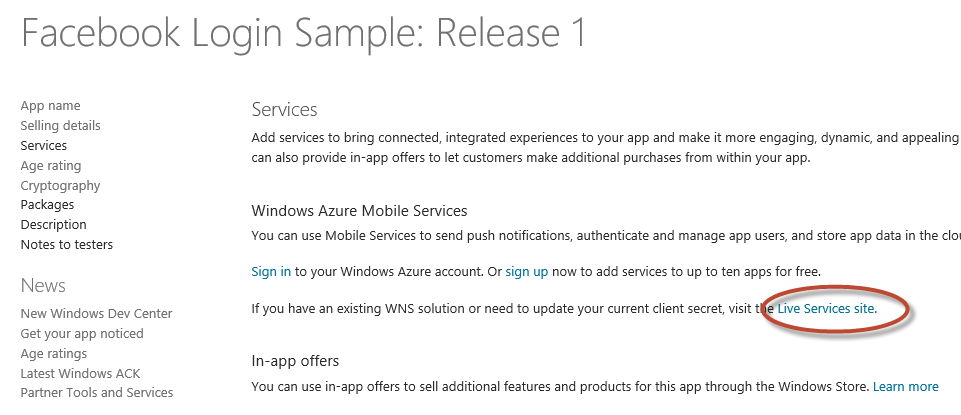 Facebook Login Sample: Release 1
App name
Selling details
Services
Age rating
Cryptography
Packages
Description
Notes to testers
News
New Windows Dev Center
Get your app noticed
Age ratings
Latest Windows ACK
Partner Tools and Services
Services
Add services to bring connected, integrated experiences to your app and make it more engaging, dynamic, and appealing
can also provide in-app offers to let customers make additional purchases from within your app.
Windows Azure Mobile Services
You can use Mobile Services to send push notifications, authenticate and manage app users, and store app data in the clou
Sign in to your Windows Azure account. Or sign up now to add services to up to ten apps for free.
If you have an existing WNS solution or need to update your current client secret, visit the Live Services site.
In-app offers
You can use in-app offers to sell additional features and products for this app through the Windows Store. Learn more